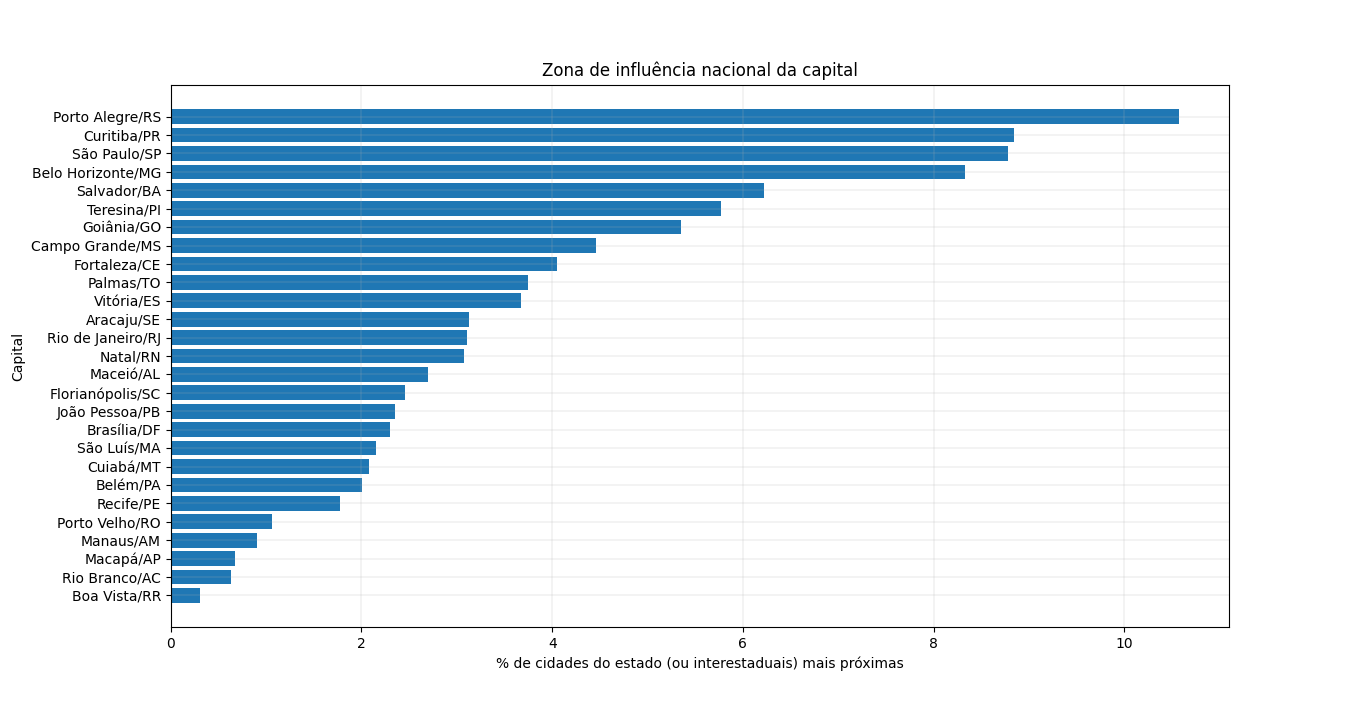 Zona de influência nacional da capital
Porto Alegre/RS
Curitiba/PR
São Paulo/SP
Belo Horizonte/MG
Salvador/BA
Teresina/PI
Goiânia/GO
Campo Grande/MS
Fortaleza/CE
Palmas/TO
Vitória/ES
Aracaju/SE
Rio de Janeiro/RJ
Natal/RN
Maceió/AL
Florianópolis/SC
João Pessoa/PB
Brasília/DF
São Luís/MA
Cuiabá/MT
Belém/PA
Recife/PE
Porto Velho/RO
Manaus/AM
Macapá/AP
Rio Branco/AC
Boa Vista/RR
Capital
0 2 4 6 8 10
% de cidades do estado (ou interestaduais) mais próximas